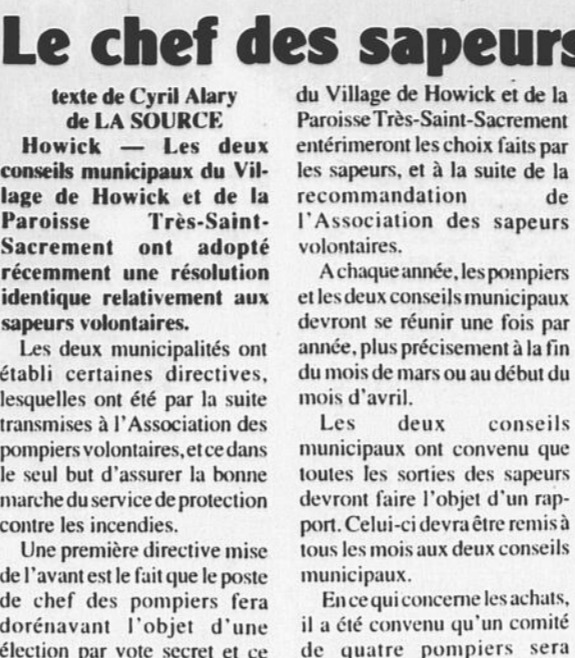 Le chef des sapeurs
texte de Cyril Alary
de LA SOURCE
Howick — Les deux
conseils municipaux du Vil-
lage de Howick et de la
Paroisse Très-Saint-
Sacrement ont adopté
récemment une résolution
identique relativement aux
sapeurs volontaires.
Les deux municipalités ont
établi certaines directives,
lesquelles ont été par la suite
transmises à l'Association des
pompiers volontaires, et ce dans
le seul but d'assurer la bonne
marche du service de protection
contre les incendies.
Une première directive mise
de l'avant est le fait que le poste
de chef des pompiers fera
dorénavant l'objet d'une
élection par vote secret et ce
du Village de Howick et de la
Paroisse Très-Saint-Sacrement
entérimeront les choix faits par
les sapeurs, et à la suite de la
recommandation de
l'Association des sapeurs
volontaires.
A chaque année, les pompiers
et les deux conseils municipaux
devront se réunir une fois par
année, plus précisement à la fin
du mois de mars ou au début du
mois d'avril.
Les deux conseils
municipaux ont convenu que
toutes les sorties des sapeurs
devront faire l'objet d'un rap-
port. Celui-ci devra être remis à
tous les mois aux deux conseils
municipaux.
En ce qui concerne les achats,
il a été convenu qu'un comité
de quatre pompiers sera